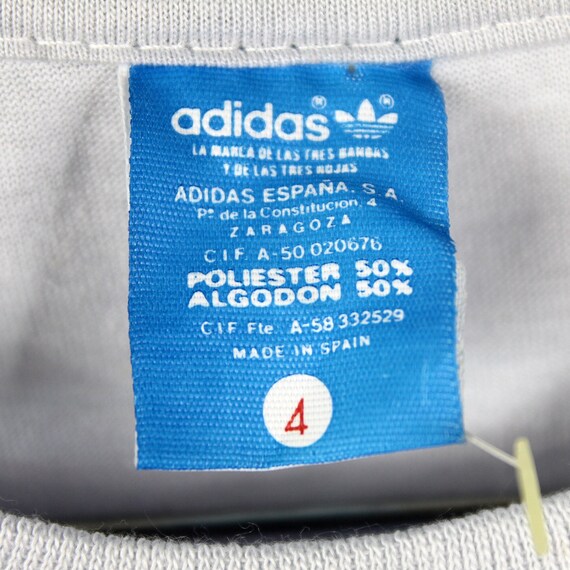 adidas ® ®
LA MARCA DE LAS TRES BANDAS
Y DE LAS TRES HOJAS
ADIDAS ESPAÑA, S.A.
Pº de la Constitucion, 4
ZARAGOZA
C.I.F. A-50 020676
POLIESTER 50%
ALGODON 50%
C.I.F. Fte. A-58 332529
MADE IN SPAIN
4